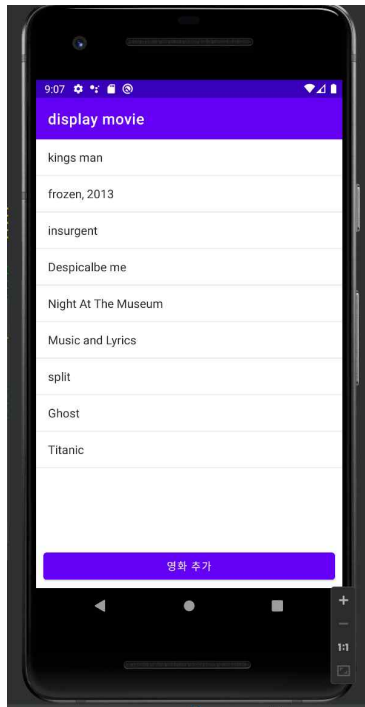 9:07
display movie
kings man
frozen, 2013
insurgent
Despicalbe me
Night At The Museum
Music and Lyrics
split
Ghost
Titanic
영화 추가
1:1